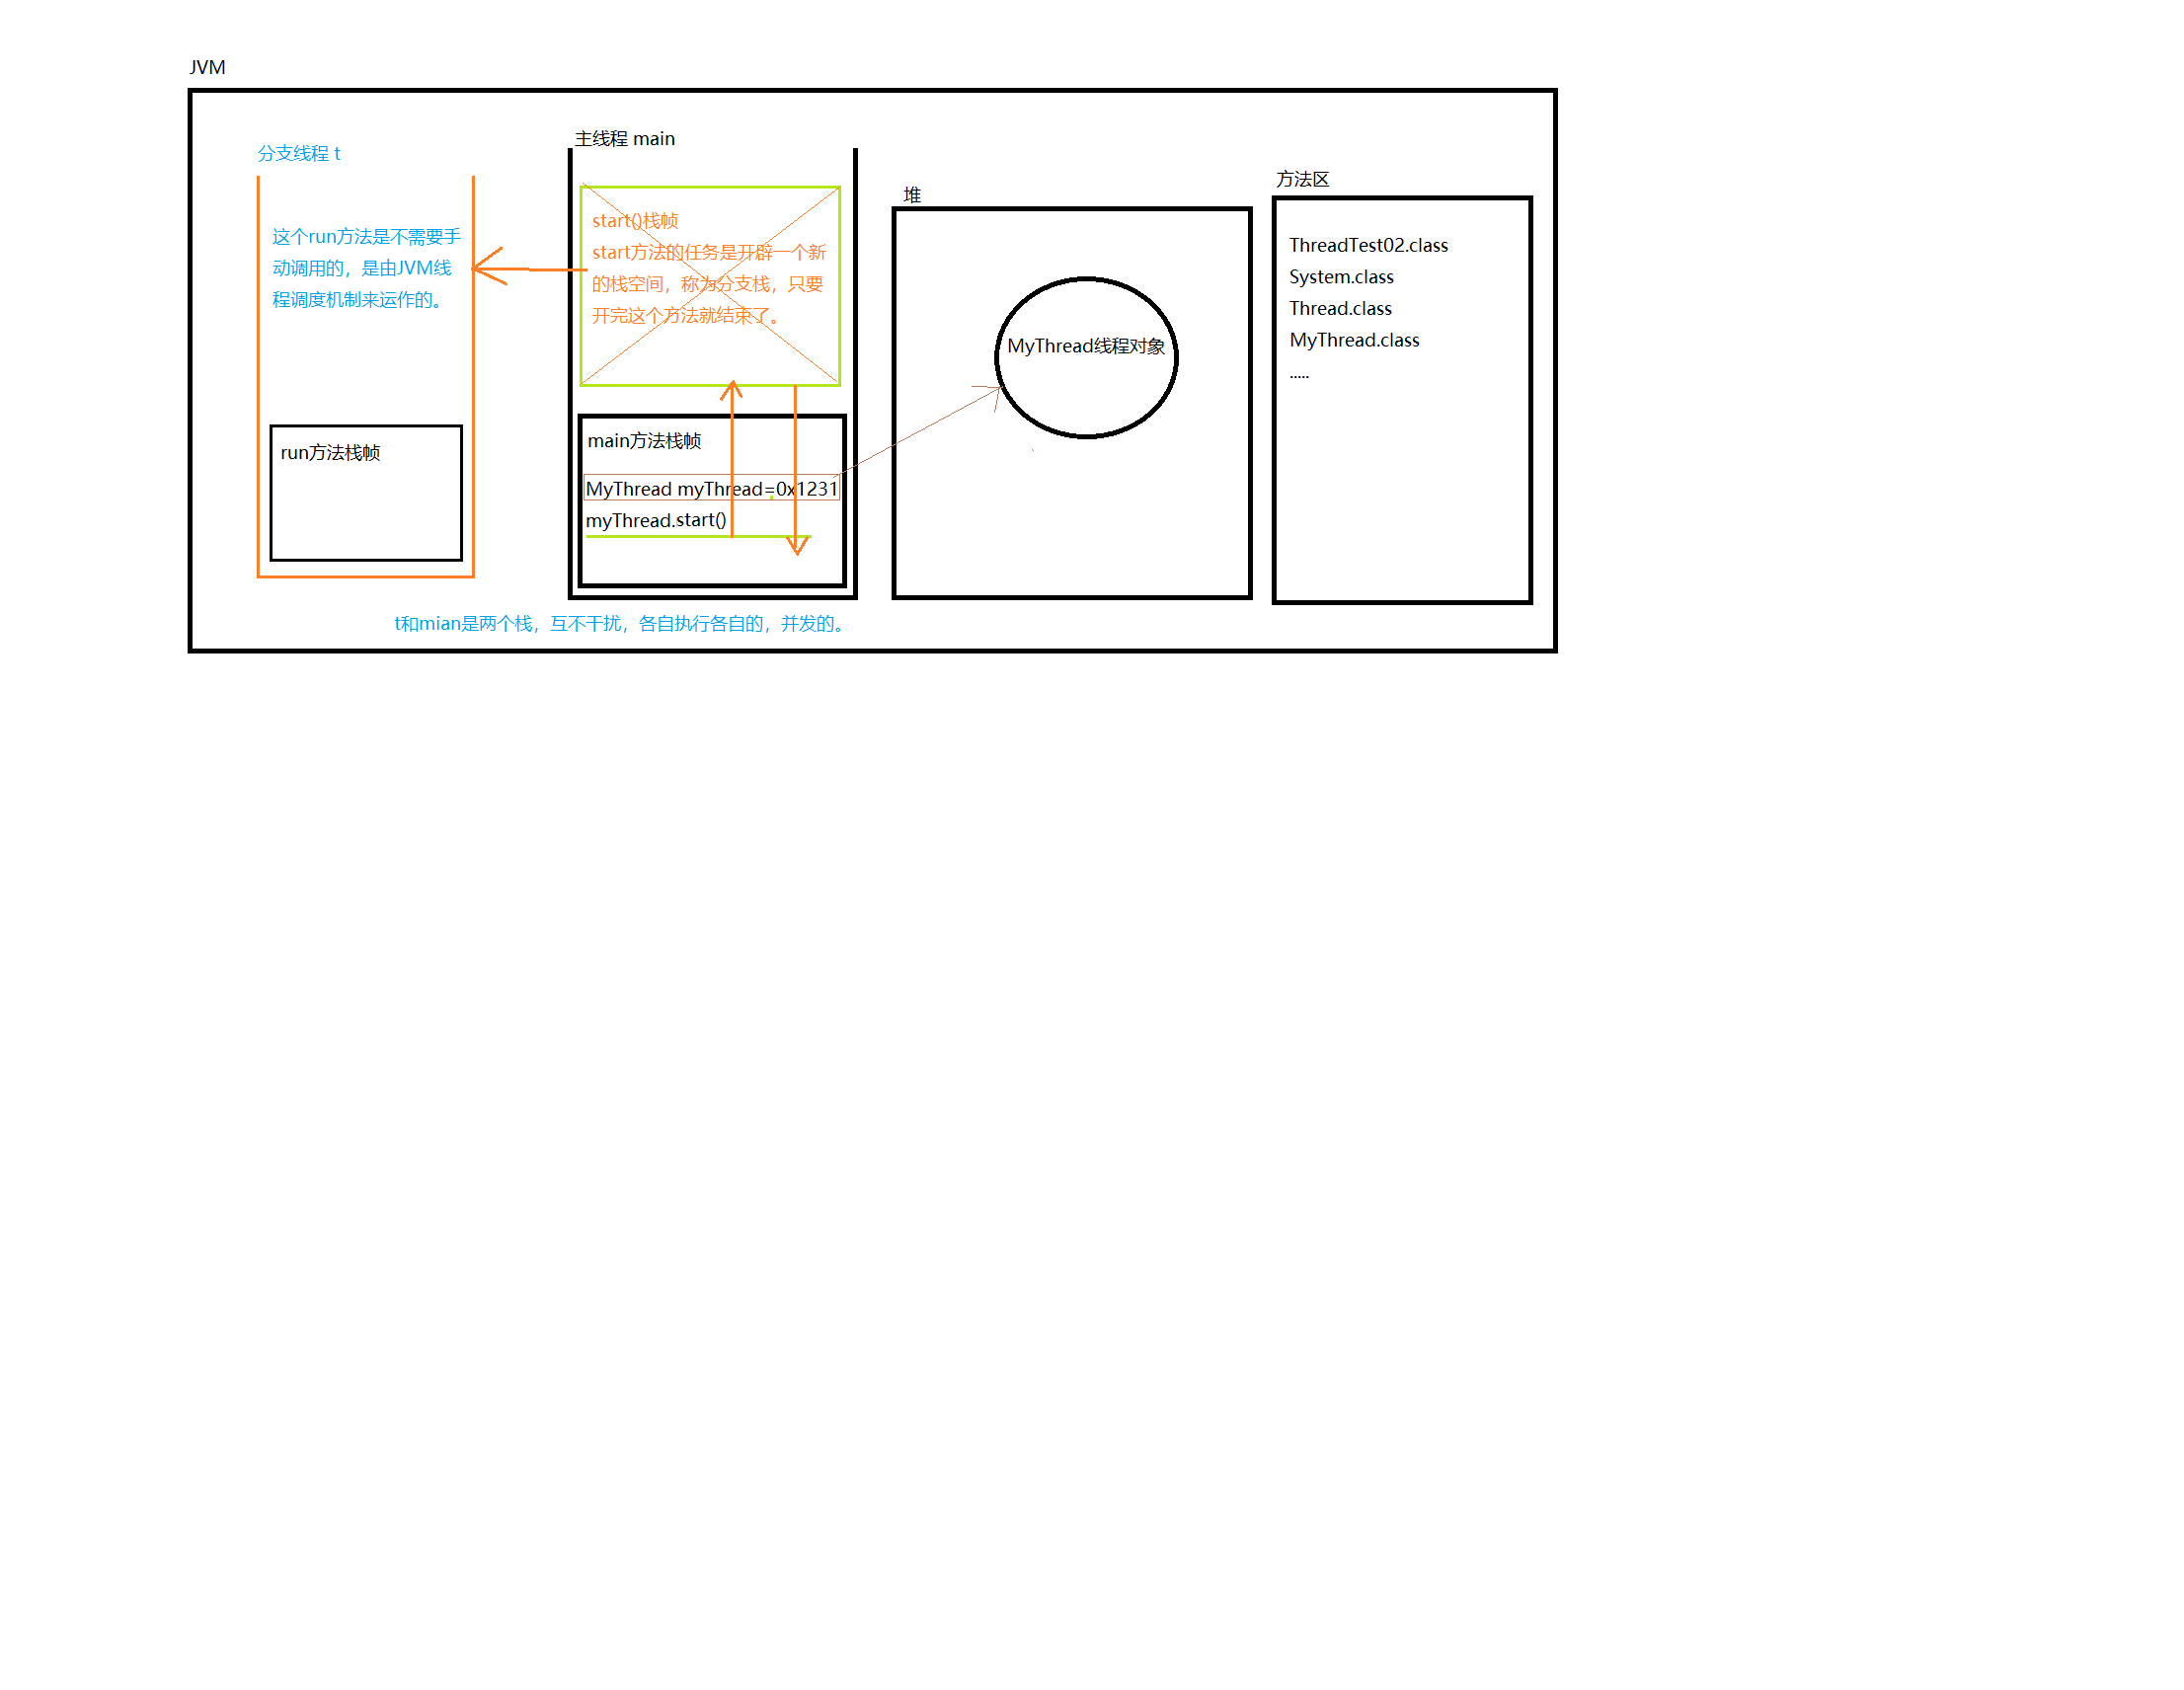 JVM
分支线程 t
这个run方法是不需要手
动调用的，是由JVM线
程调度机制来运作的。
run方法栈帧
主线程 main
start()栈帧
start方法的任务是开辟一个新
的栈空间，称为分支栈，只要
开完这个方法就结束了。
main方法栈帧
MyThread myThread=0x1231
myThread.start()
t和mian是两个栈，互不干扰，各自执行各自的，并发的。
堆
MyThread线程对象
方法区
ThreadTest02.class
System.class
Thread.class
MyThread.class
.....